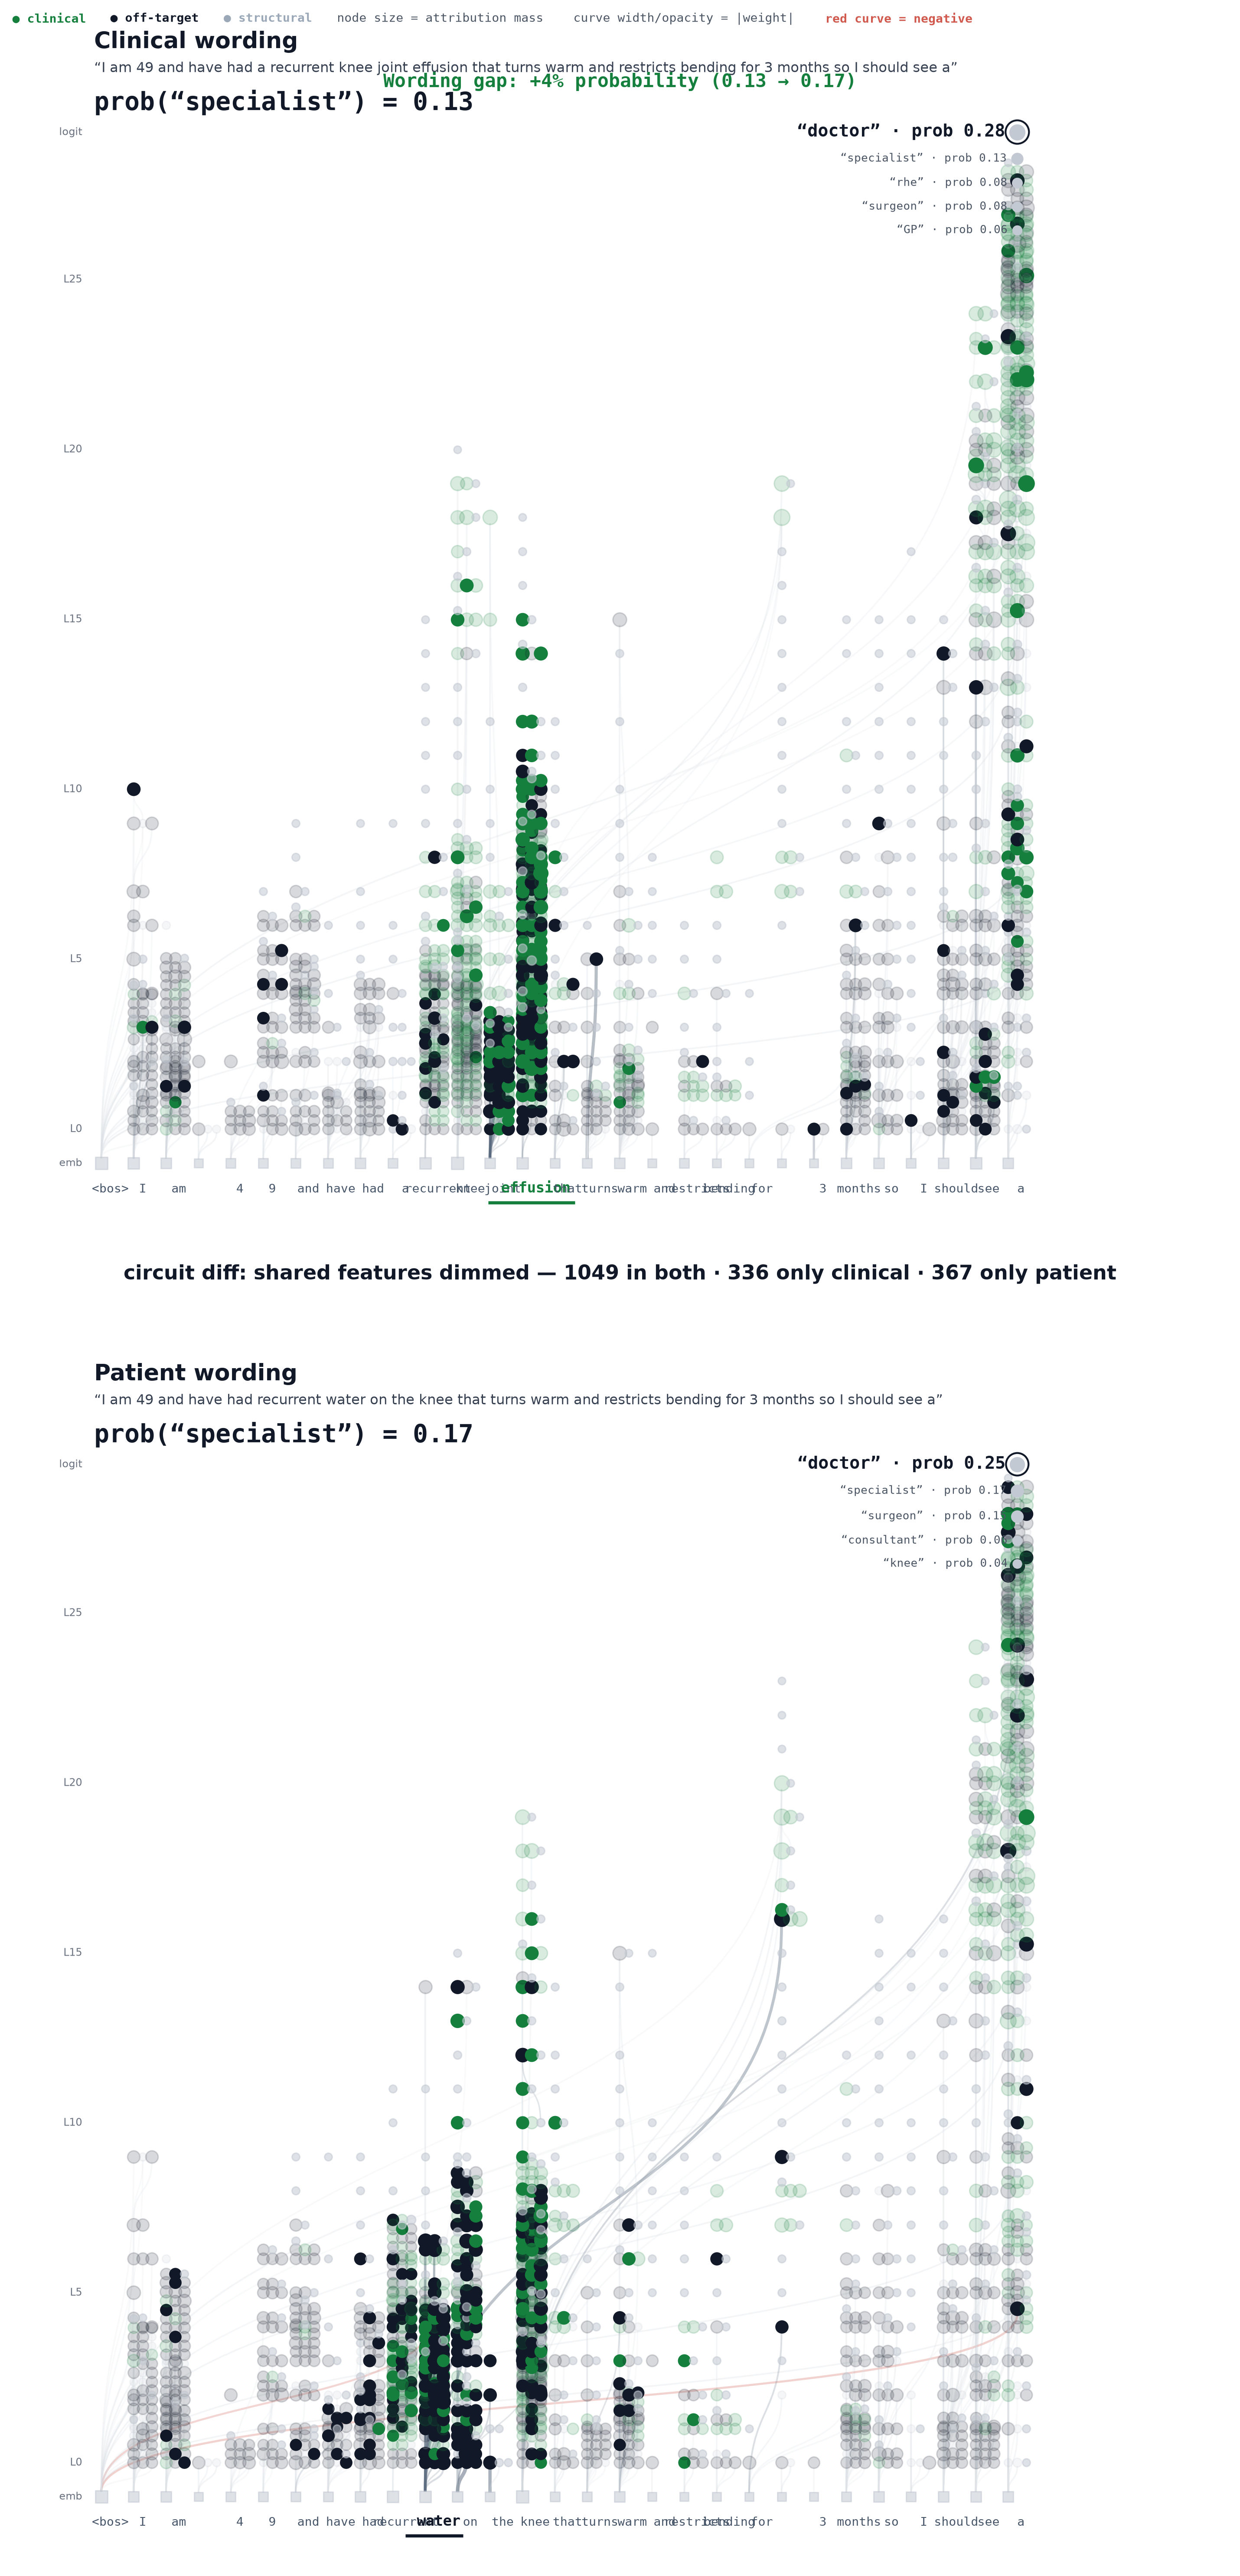 ● clinical ● off-target ● structural node size = attribution mass curve width/opacity = |weight| red curve = negative
Clinical wording
“I am 49 and have had a recurrent knee joint effusion that turns warm and restricts bending for 3 months so I should see a”
Wording gap: +4% probability (0.13 → 0.17)
prob(“specialist”) = 0.13
logit
“doctor” · prob 0.28
“specialist” · prob 0.13
“rhe” · prob 0.08
“surgeon” · prob 0.08
“GP” · prob 0.06
L25
L20
L15
L10
L5
L0
emb
<bos> I am 4 9 and have had a recurrent knee joint effusion that turns warm and restricts bending for 3 months so I should see a
circuit diff: shared features dimmed — 1049 in both · 336 only clinical · 367 only patient
Patient wording
“I am 49 and have had recurrent water on the knee that turns warm and restricts bending for 3 months so I should see a”
prob(“specialist”) = 0.17
logit
“doctor” · prob 0.25
“specialist” · prob 0.17
“surgeon” · prob
“consultant” · prob
“knee” · prob 0.04
L25
L20
L15
L10
L5
L0
emb
<bos> I am 4 9 and have had recurrent water on the knee that turns warm and restricts bending for 3 months so I should see a